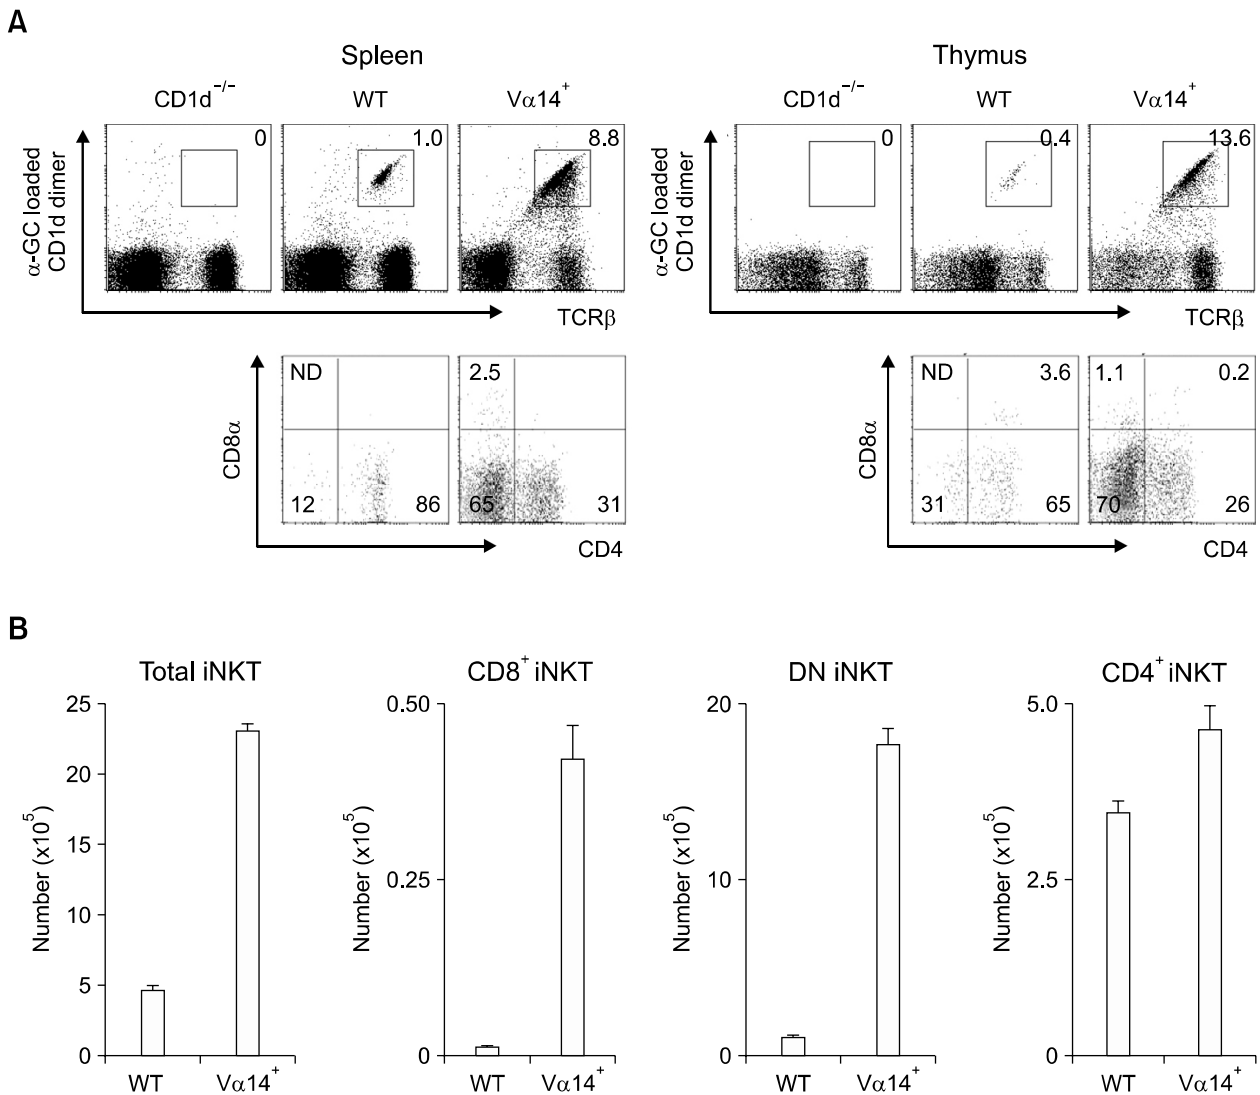 A
Spleen
Thymus
CD1d−/−
WT
Vα14+
CD1d−/−
WT
Vα14+
0
1.0
8.8
0
0.4
13.6
α-GC loaded
CD1d dimer
α-GC loaded
CD1d dimer
TCRβ
TCRβ
ND
2.5
ND
3.6
1.1
0.2
CD8α
CD8α
12
86
65
31
31
65
70
26
CD4
CD4
B
Total iNKT
CD8+ iNKT
DN iNKT
CD4+ iNKT
Number (x105)
25
20
15
10
5
0
WT
Vα14+
Number (x105)
0.50
0.25
0
WT
Vα14+
Number (x105)
20
10
0
WT
Vα14+
Number (x105)
5.0
2.5
0
WT
Vα14+